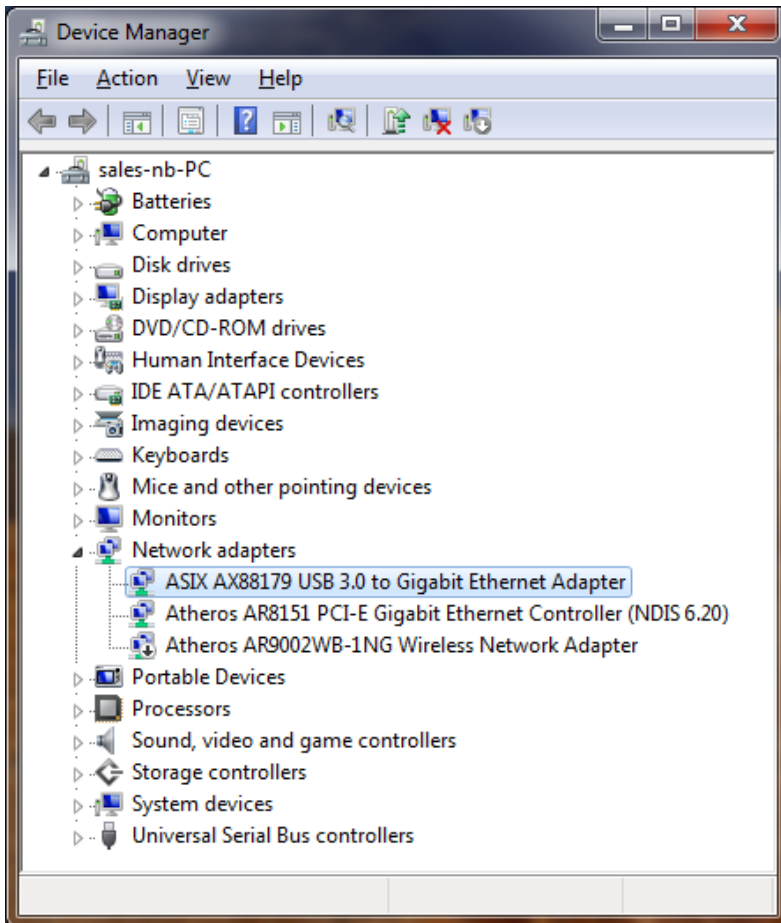 Device Manager
File Action View Help
sales-nb-PC
Batteries
Computer
Disk drives
Display adapters
DVD/CD-ROM drives
Human Interface Devices
IDE ATA/ATAPI controllers
Imaging devices
Keyboards
Mice and other pointing devices
Monitors
Network adapters
ASIX AX88179 USB 3.0 to Gigabit Ethernet Adapter
Atheros AR8151 PCI-E Gigabit Ethernet Controller (NDIS 6.20)
Atheros AR9002WB-1NG Wireless Network Adapter
Portable Devices
Processors
Sound, video and game controllers
Storage controllers
System devices
Universal Serial Bus controllers